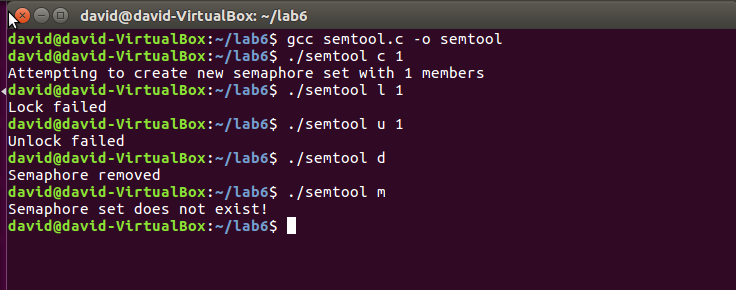 david@david-VirtualBox: ~/lab6
david@david-VirtualBox:~/lab6$ gcc semtool.c -o semtool
david@david-VirtualBox:~/lab6$ ./semtool c 1
Attempting to create new semaphore set with 1 members
david@david-VirtualBox:~/lab6$ ./semtool l 1
Lock failed
david@david-VirtualBox:~/lab6$ ./semtool u 1
Unlock failed
david@david-VirtualBox:~/lab6$ ./semtool d
Semaphore removed
david@david-VirtualBox:~/lab6$ ./semtool m
Semaphore set does not exist!
david@david-VirtualBox:~/lab6$